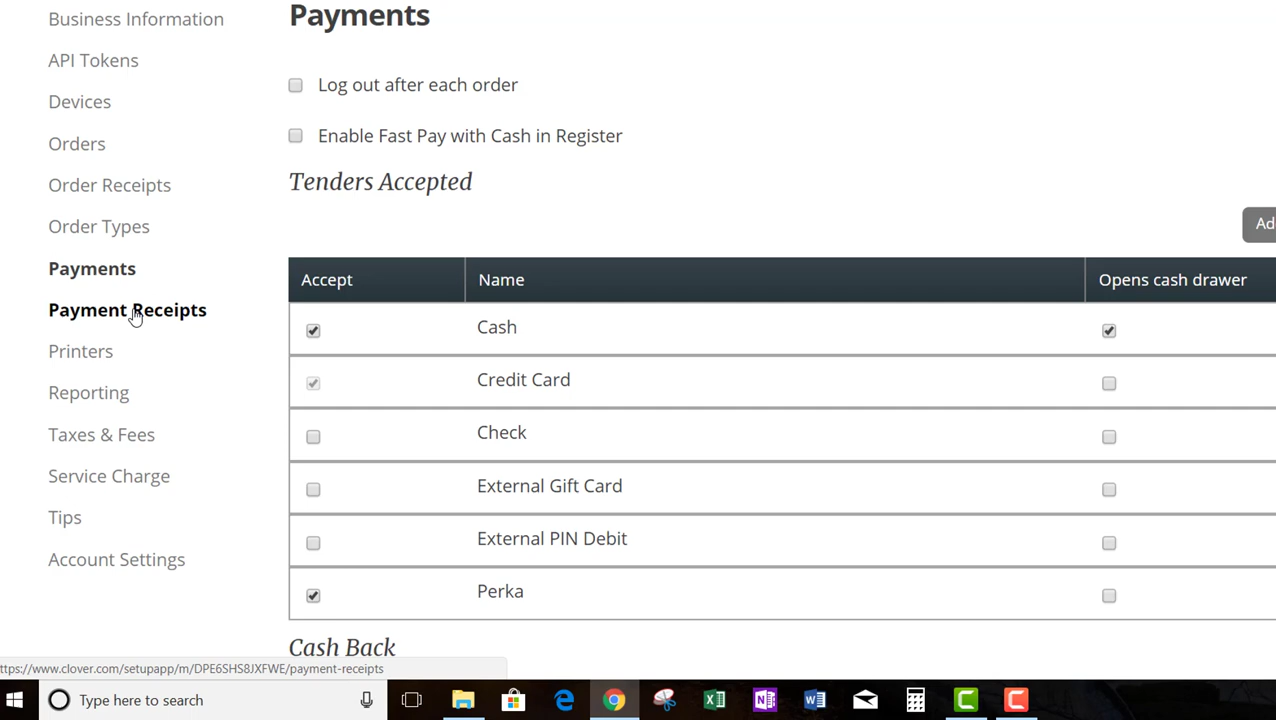 Business Information
API Tokens
Devices
Orders
Order Receipts
Order Types
Payments
Payment Receipts
Printers
Reporting
Taxes & Fees
Service Charge
Tips
Account Settings
Payments
Log out after each order
Enable Fast Pay with Cash in Register
Tenders Accepted
Ad
Accept Name Opens cash drawer
Cash
Credit Card
Check
External Gift Card
External PIN Debit
Perka
Cash Back
ttps://www.clover.com/setupapp/m/DPE6SHS8JXFWE/payment-receipts
Type here to search